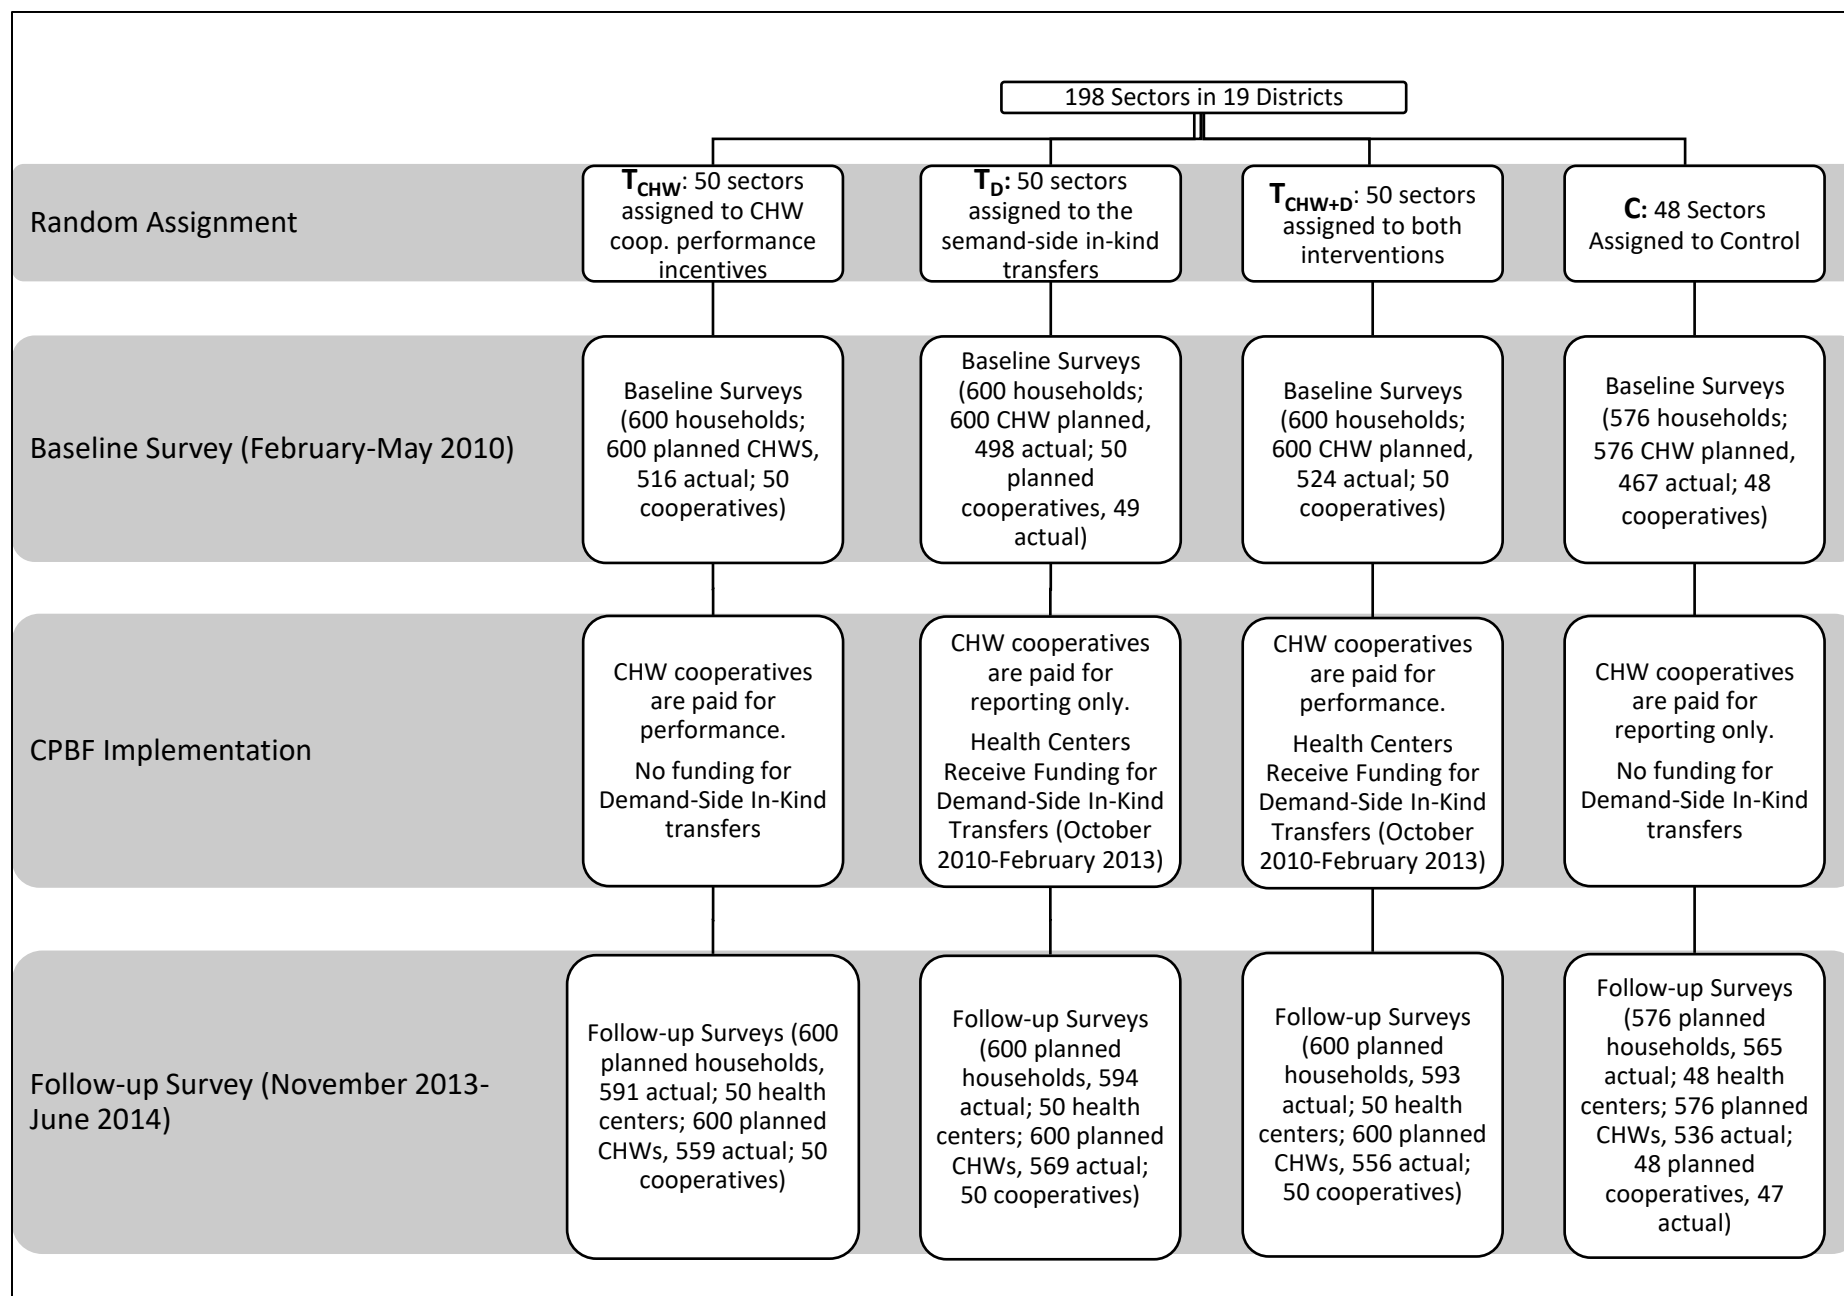 198 Sectors in 19 Districts
Random Assignment
T_CHW: 50 sectors
assigned to CHW
coop. performance
incentives
T_D: 50 sectors
assigned to the
semand-side in-kind
transfers
T_CHW+D: 50 sectors
assigned to both
interventions
C: 48 Sectors
Assigned to Control
Baseline Survey (February-May 2010)
Baseline Surveys
(600 households;
600 planned CHWS,
516 actual; 50
cooperatives)
Baseline Surveys
(600 households;
600 CHW planned,
498 actual; 50
planned
cooperatives, 49
actual)
Baseline Surveys
(600 households;
600 CHW planned,
524 actual; 50
cooperatives)
Baseline Surveys
(576 households;
576 CHW planned,
467 actual; 48
cooperatives)
CPBF Implementation
CHW cooperatives
are paid for
performance.
No funding for
Demand-Side In-Kind
transfers
CHW cooperatives
are paid for
reporting only.
Health Centers
Receive Funding for
Demand-Side In-Kind
Transfers (October
2010-February 2013)
CHW cooperatives
are paid for
performance.
Health Centers
Receive Funding for
Demand-Side In-Kind
Transfers (October
2010-February 2013)
CHW cooperatives
are paid for
reporting only.
No funding for
Demand-Side In-Kind
transfers
Follow-up Survey (November 2013-
June 2014)
Follow-up Surveys (600
planned households,
591 actual; 50 health
centers; 600 planned
CHWs, 559 actual; 50
cooperatives)
Follow-up Surveys
(600 planned
households, 594
actual; 50 health
centers; 600 planned
CHWs, 569 actual;
50 cooperatives)
Follow-up Surveys
(600 planned
households, 593
actual; 50 health
centers; 600 planned
CHWs, 556 actual;
50 cooperatives)
Follow-up Surveys
(576 planned
households, 565
actual; 48 health
centers; 576 planned
CHWs, 536 actual;
48 planned
cooperatives, 47
actual)